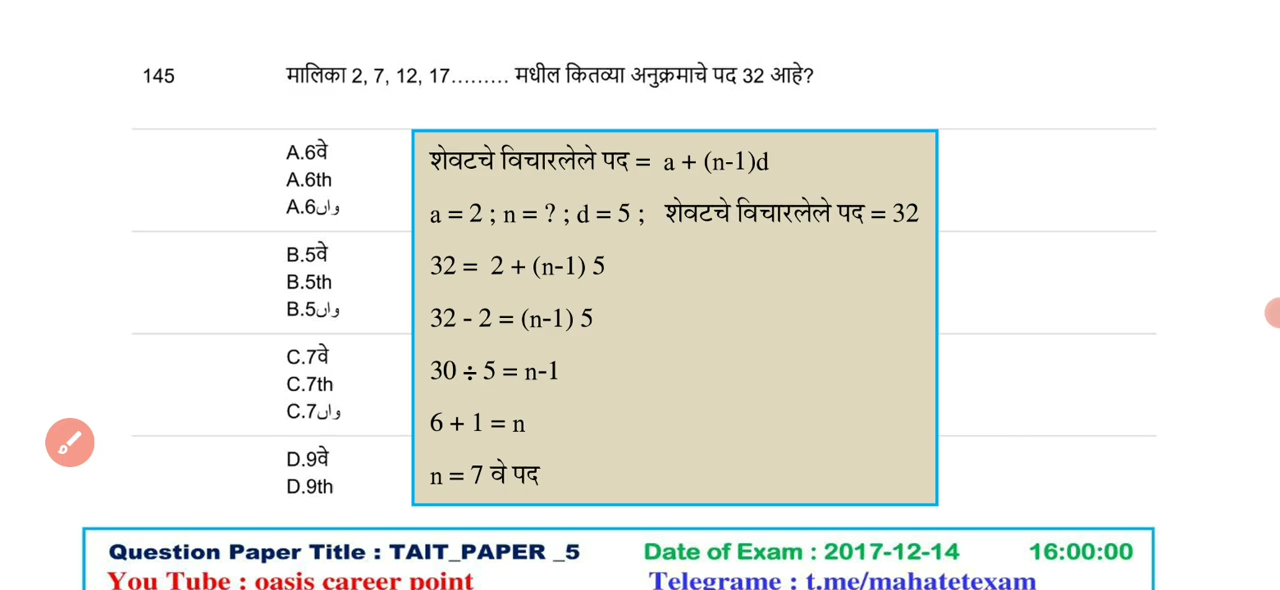 145 मालिका 2, 7, 12, 17......... मधील कितव्या अनुक्रमाचे पद 32 आहे?
A.6वे
A.6th
A.6واں
B.5वे
B.5th
B.5واں
C.7वे
C.7th
C.7واں
D.9वे
D.9th
शेवटचे विचारलेले पद = a + (n-1)d
a = 2 ; n = ? ; d = 5 ; शेवटचे विचारलेले पद = 32
32 = 2 + (n-1) 5
32 - 2 = (n-1) 5
30 ÷ 5 = n-1
6 + 1 = n
n = 7 वे पद
Question Paper Title : TAIT_PAPER _5 Date of Exam : 2017-12-14 16:00:00
You Tube : oasis career point Telegrame : t.me/mahatetexam